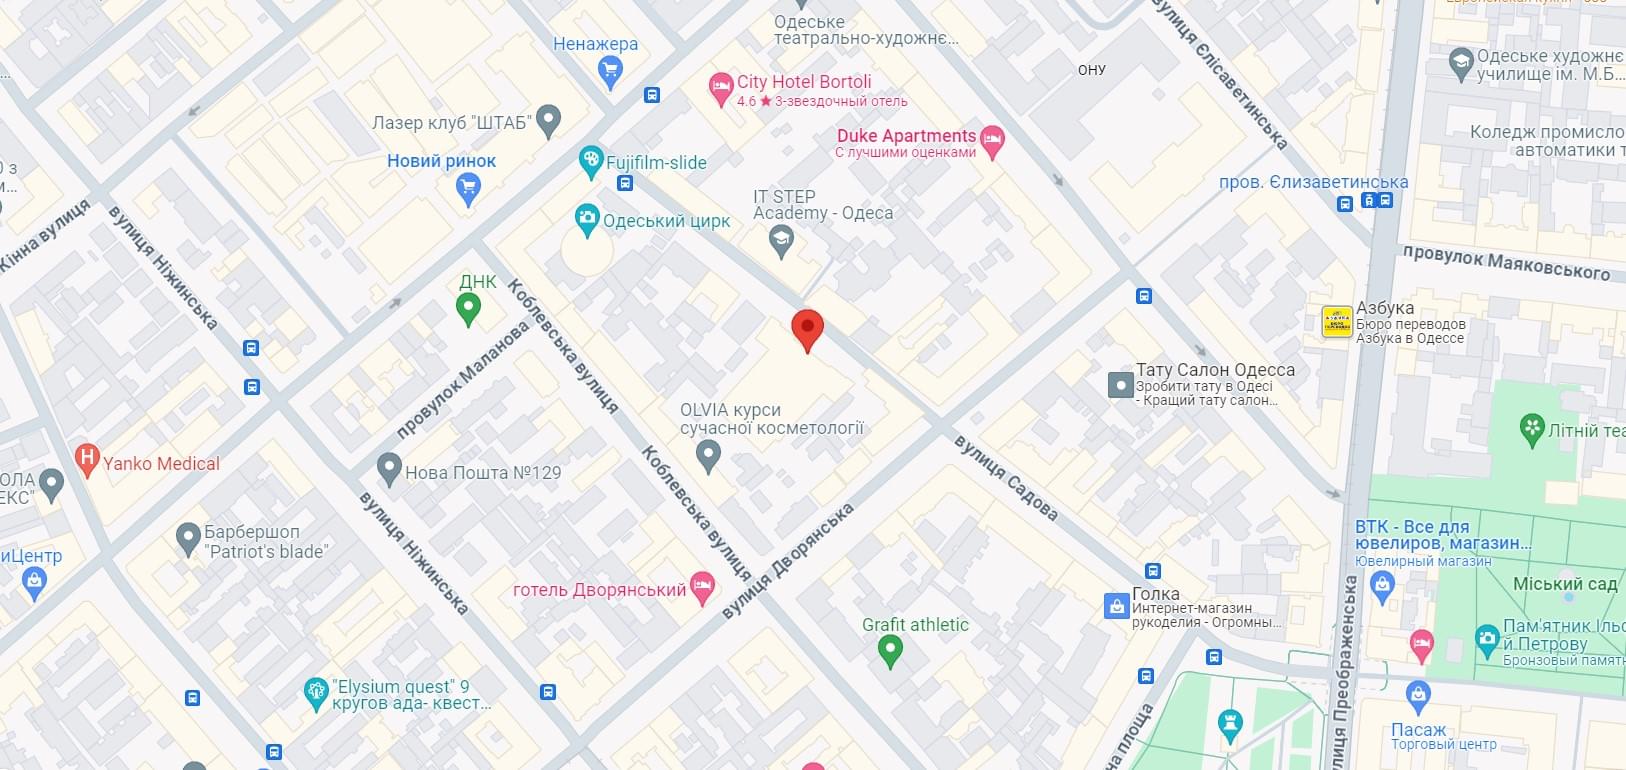 Європейская кухня · $$$
Одеське
театрально-художнє...
Ненажера
ОНУ
вулиця Єлісаветинська
Одеське художнє
училище ім. М.Б...
City Hotel Bortoli
4.6 ★ 3-звездочный отель
Лазер клуб "ШТАБ"
Duke Apartments
С лучшими оценками
Коледж промисло
автоматики т
Новий ринок
Fujifilm-slide
пров. Єлизаветинська
IT STEP
Academy - Одеса
Одеський цирк
Кінна вулиця
вулиця Ніжинська
провулок Маяковського
ДНК
Коблевська вулиця
Азбука
Бюро переводов
Азбука в Одессе
провулок Маланова
Тату Салон Одесса
Зробити тату в Одесі
- Кращий тату салон...
OLVIA курси
сучасної косметології
Літній теа
вулиця Садова
Yanko Medical
Нова Пошта №129
Коблевська вулиця
ОЛА
ЕКС"
вулиця Ніжинська
вулиця Дворянська
Барбершоп
"Patriot's blade"
ВТК - Все для
ювелиров, магазин...
Ювелирный магазин
иЦентр
готель Дворянський
Міський сад
Голка
Интернет-магазин
рукоделия - Огромны...
Grafit athletic
Пам'ятник Ільф
й Петрову
Бронзовый памятн
вулиця Преображенська
"Elysium quest" 9
кругов ада- квест...
на площа
Пасаж
Торговый центр